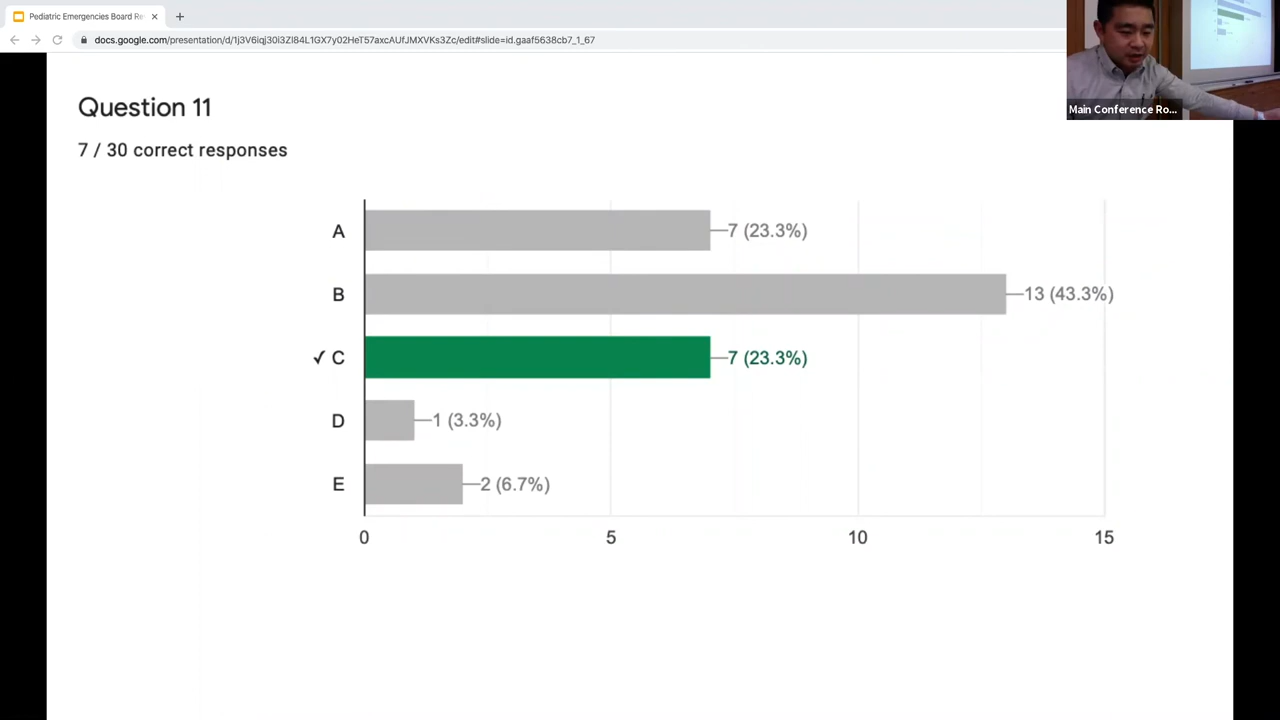 Pediatric Emergencies Board Re
docs.google.com/presentation/d/1j3V6iqj30l3Zl84L1GX7y02HeT57axcAUfJMXVKs3Zc/edit#slide=id.gaaf5638cb7_1_67
Main Conference Ro...
Question 11
7 / 30 correct responses
A 7 (23.3%)
B 13 (43.3%)
✓ C 7 (23.3%)
D 1 (3.3%)
E 2 (6.7%)
0 5 10 15